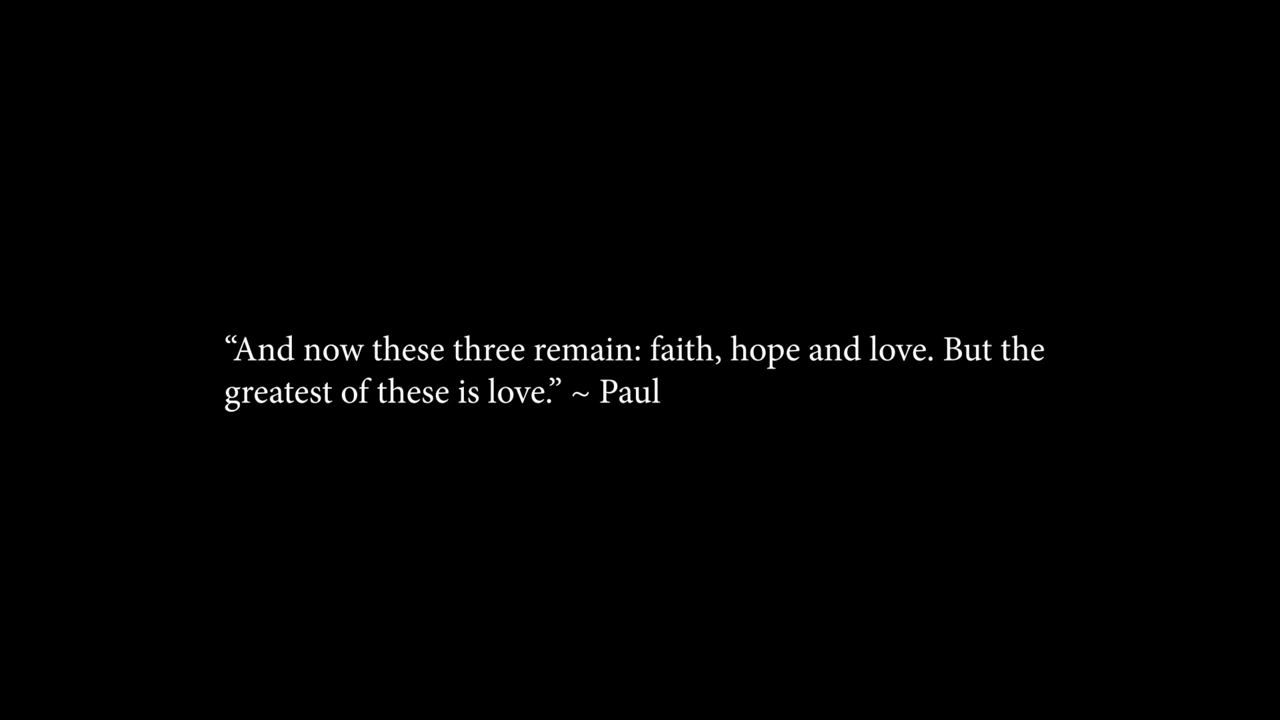 “And now these three remain: faith, hope and love. But the
greatest of these is love.” ~ Paul